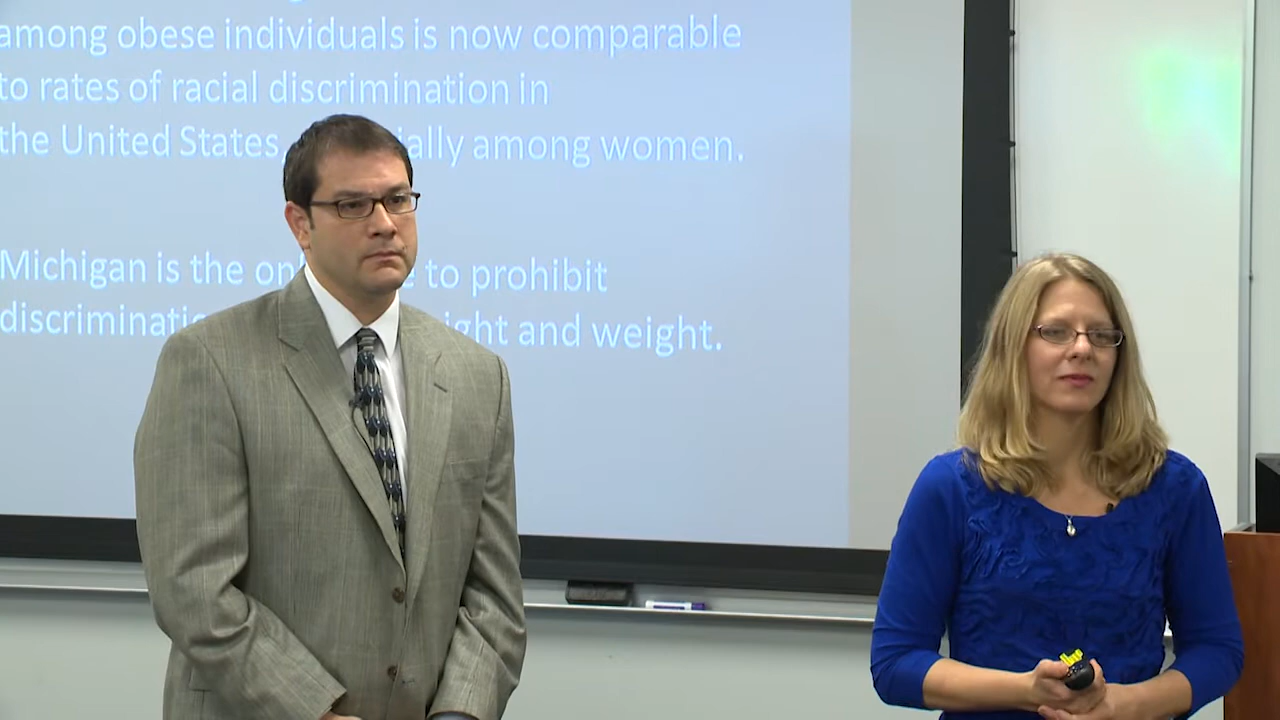 among obese individuals is now comparable
to rates of racial discrimination in
the United States, ially among women.
Michigan is the on e to prohibit
discriminati ight and weight.